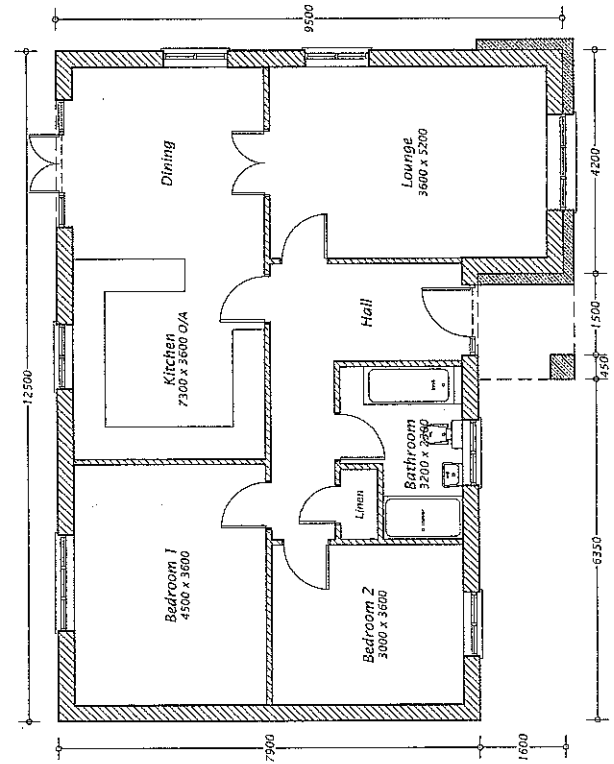 12500
9500
Dining
Kitchen
7300 x 3600 O/A
Bedroom 1
4500 x 3600
Lounge
3600 x 5200
Hall
Bathroom
Linen
Bedroom 2
3000 x 3600
7900
1600
6350
450
1500
4200